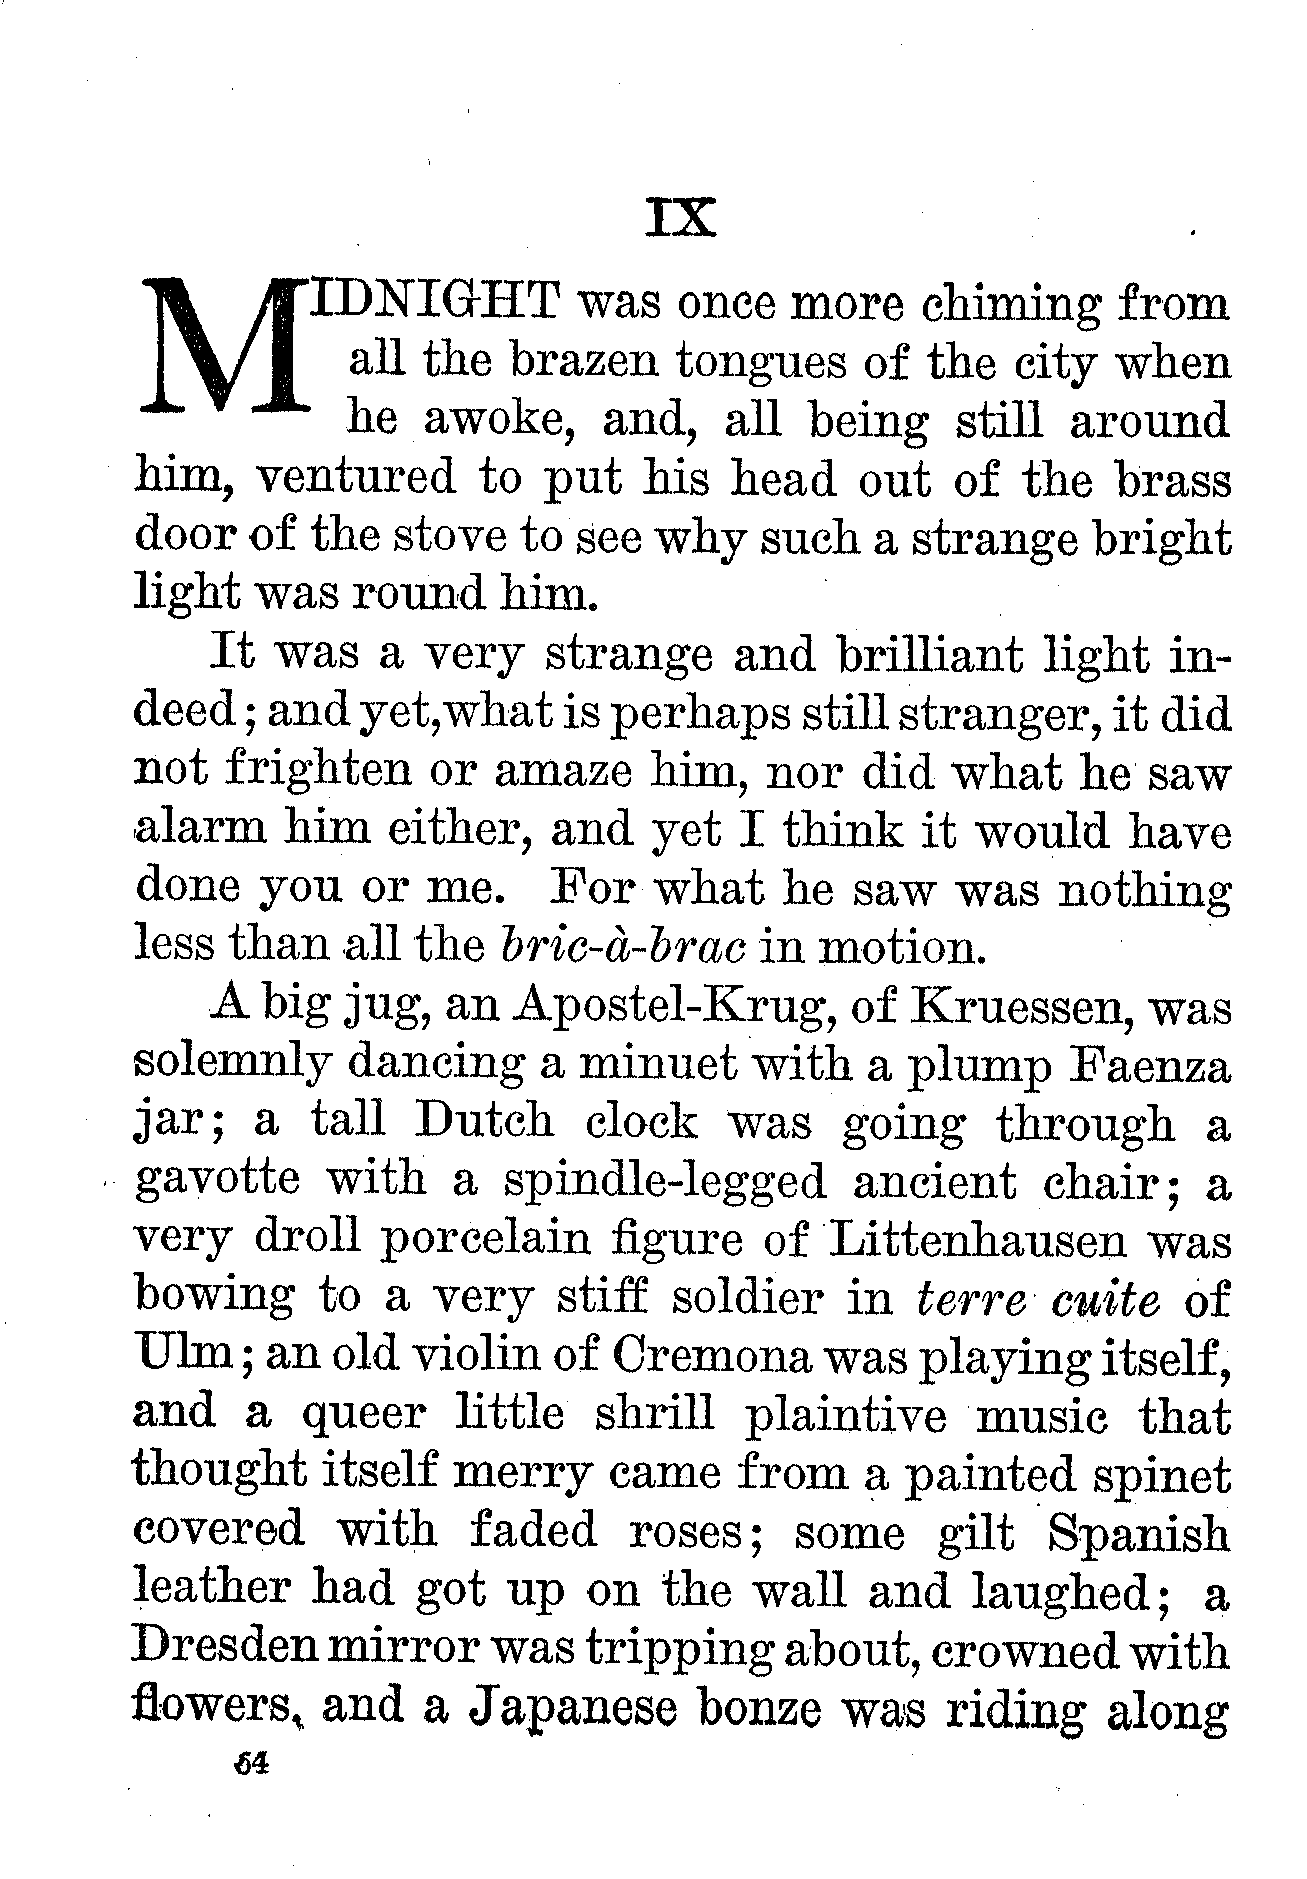 IX
MIDNIGHT was once more chiming from
all the brazen tongues of the city when
he awoke, and, all being still around
him, ventured to put his head out of the brass
door of the stove to see why such a strange bright
light was round him.
It was a very strange and brilliant light in-
deed; and yet, what is perhaps still stranger, it did
not frighten or amaze him, nor did what he saw
alarm him either, and yet I think it would have
done you or me. For what he saw was nothing
less than all the bric-à-brac in motion.
A big jug, an Apostel-Krug, of Kruessen, was
solemnly dancing a minuet with a plump Faenza
jar; a tall Dutch clock was going through a
gavotte with a spindle-legged ancient chair; a
very droll porcelain figure of Littenhausen was
bowing to a very stiff soldier in terre cuite of
Ulm; an old violin of Cremona was playing itself,
and a queer little shrill plaintive music that
thought itself merry came from a painted spinet
covered with faded roses; some gilt Spanish
leather had got up on the wall and laughed; a
Dresden mirror was tripping about, crowned with
flowers, and a Japanese bonze was riding along
64